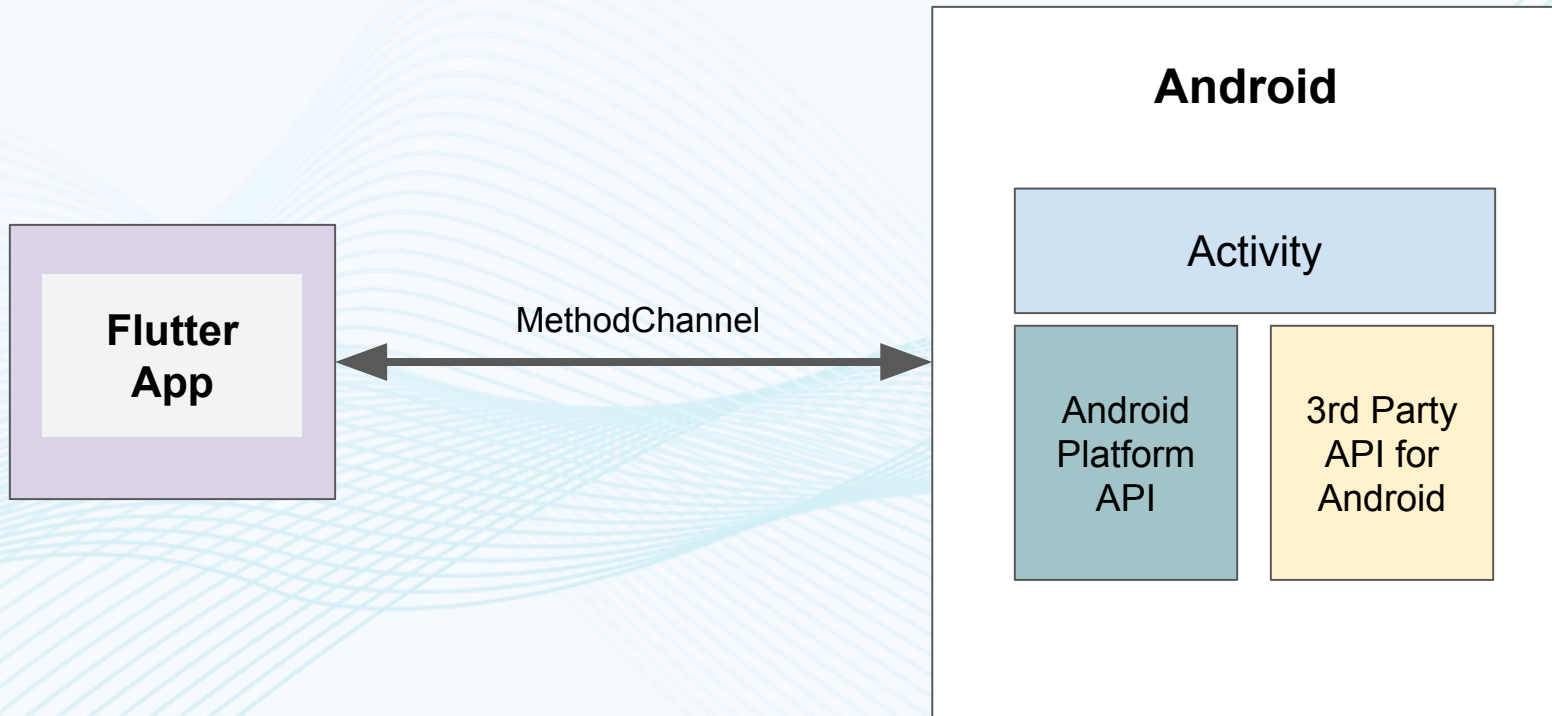 Android
Activity
Flutter
App
MethodChannel
Android
Platform
API
3rd Party
API for
Android